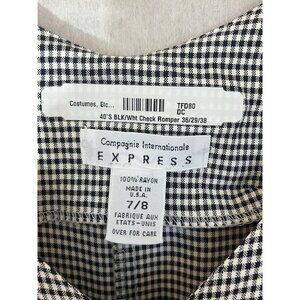 Costumes, Etc... TFD80
DC
40'S BLK/Wht Check Romper 36/29/38
Compagnie Internationale
EXPRESS
100% RAYON
MADE IN
U.S.A.
7/8
FABRIQUE AUX
ETATS-UNIS
OVER FOR CARE